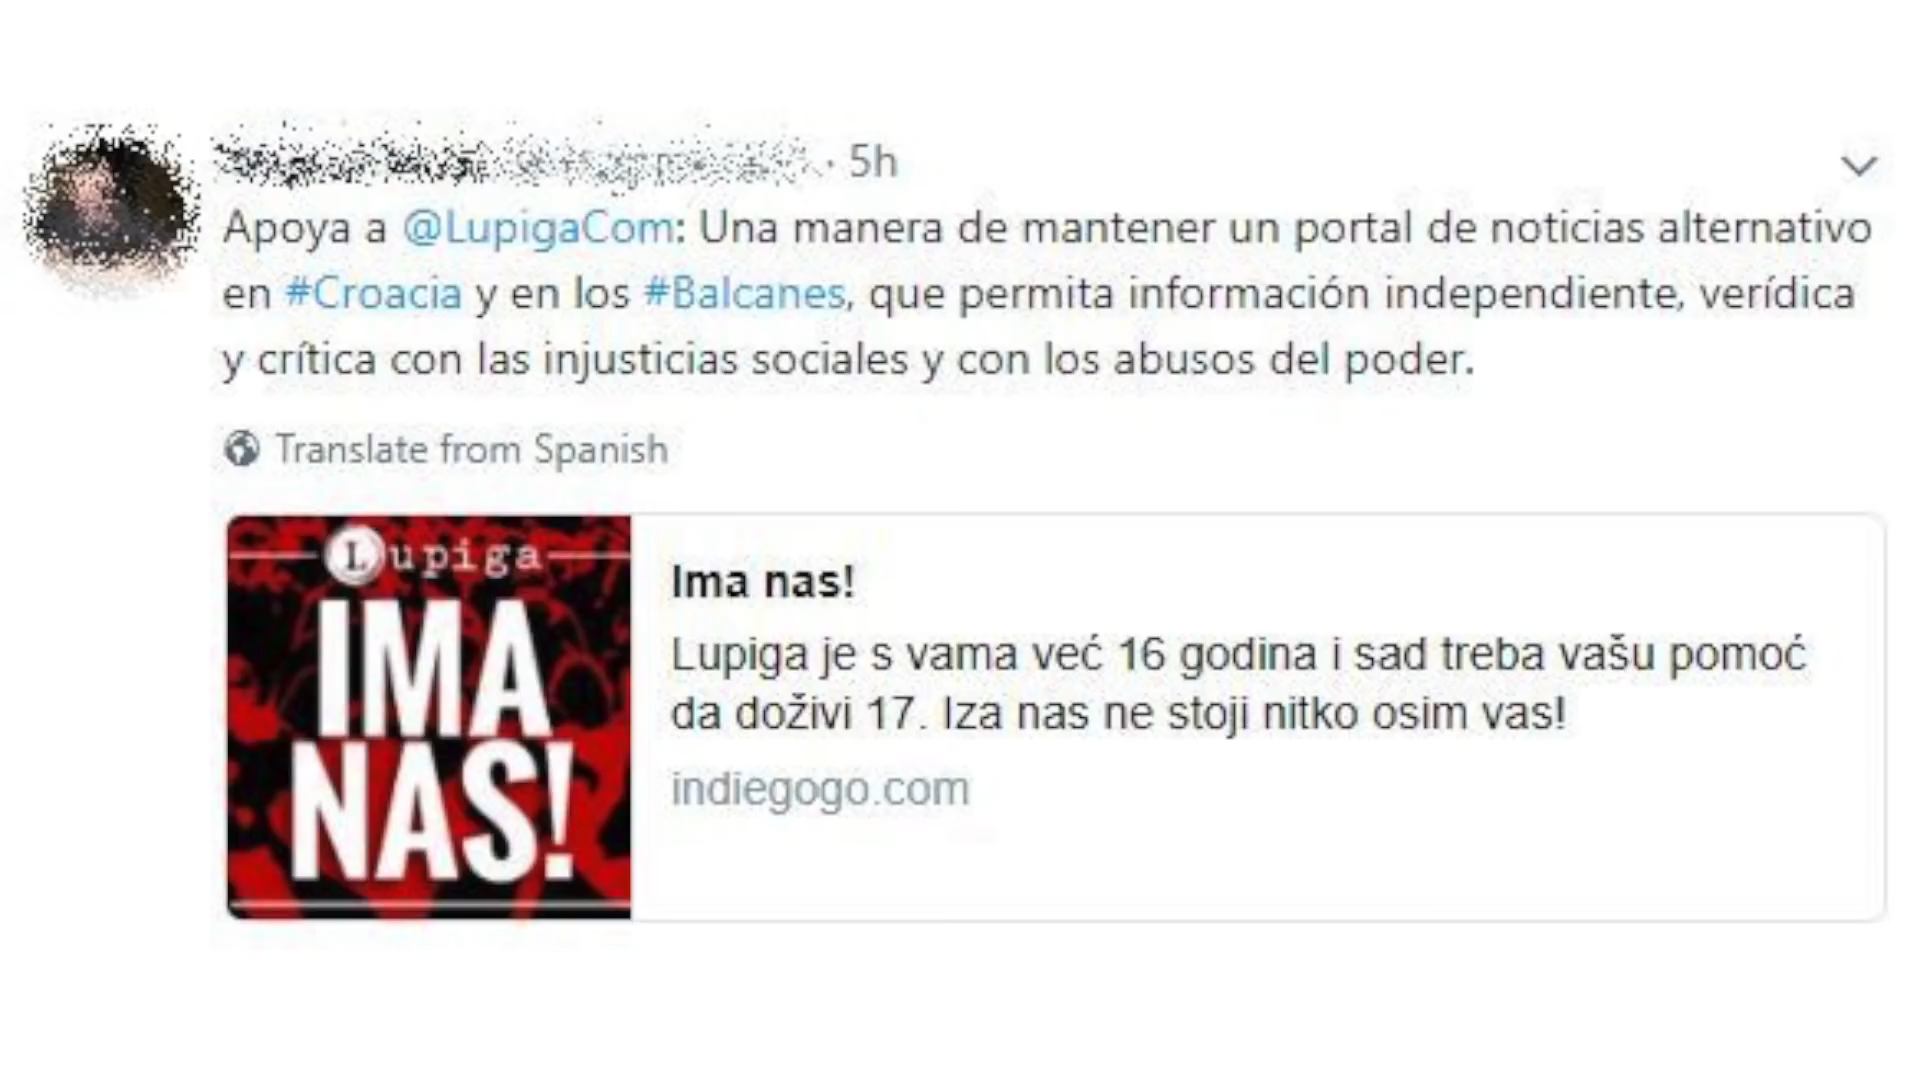 · 5h
Apoya a @LupigaCom: Una manera de mantener un portal de noticias alternativo
en #Croacia y en los #Balcanes, que permita información independiente, verídica
y crítica con las injusticias sociales y con los abusos del poder.
Translate from Spanish
Lupiga
IMA
NAS!
Ima nas!
Lupiga je s vama već 16 godina i sad treba vašu pomoć
da doživi 17. Iza nas ne stoji nitko osim vas!
indiegogo.com